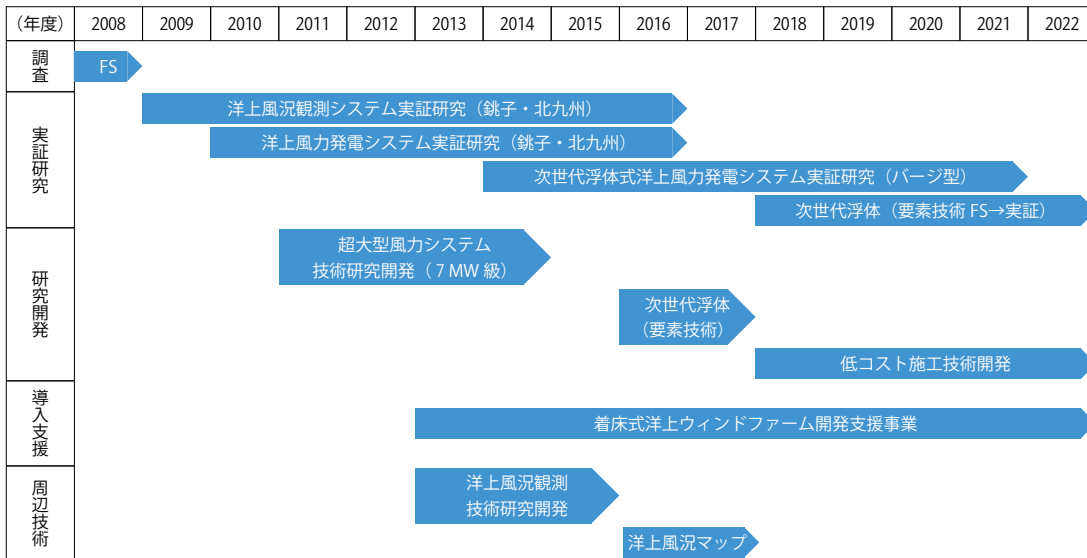 (年度) 2008 2009 2010 2011 2012 2013 2014 2015 2016 2017 2018 2019 2020 2021 2022
調査
FS
実証研究
洋上風況観測システム実証研究（銚子・北九州）
洋上風力発電システム実証研究（銚子・北九州）
次世代浮体式洋上風力発電システム実証研究（バージ型）
次世代浮体（要素技術 FS→実証）
研究開発
超大型風力システム
技術研究開発（7 MW 級）
次世代浮体
（要素技術）
低コスト施工技術開発
導入支援
着床式洋上ウィンドファーム開発支援事業
周辺技術
洋上風況観測
技術研究開発
洋上風況マップ